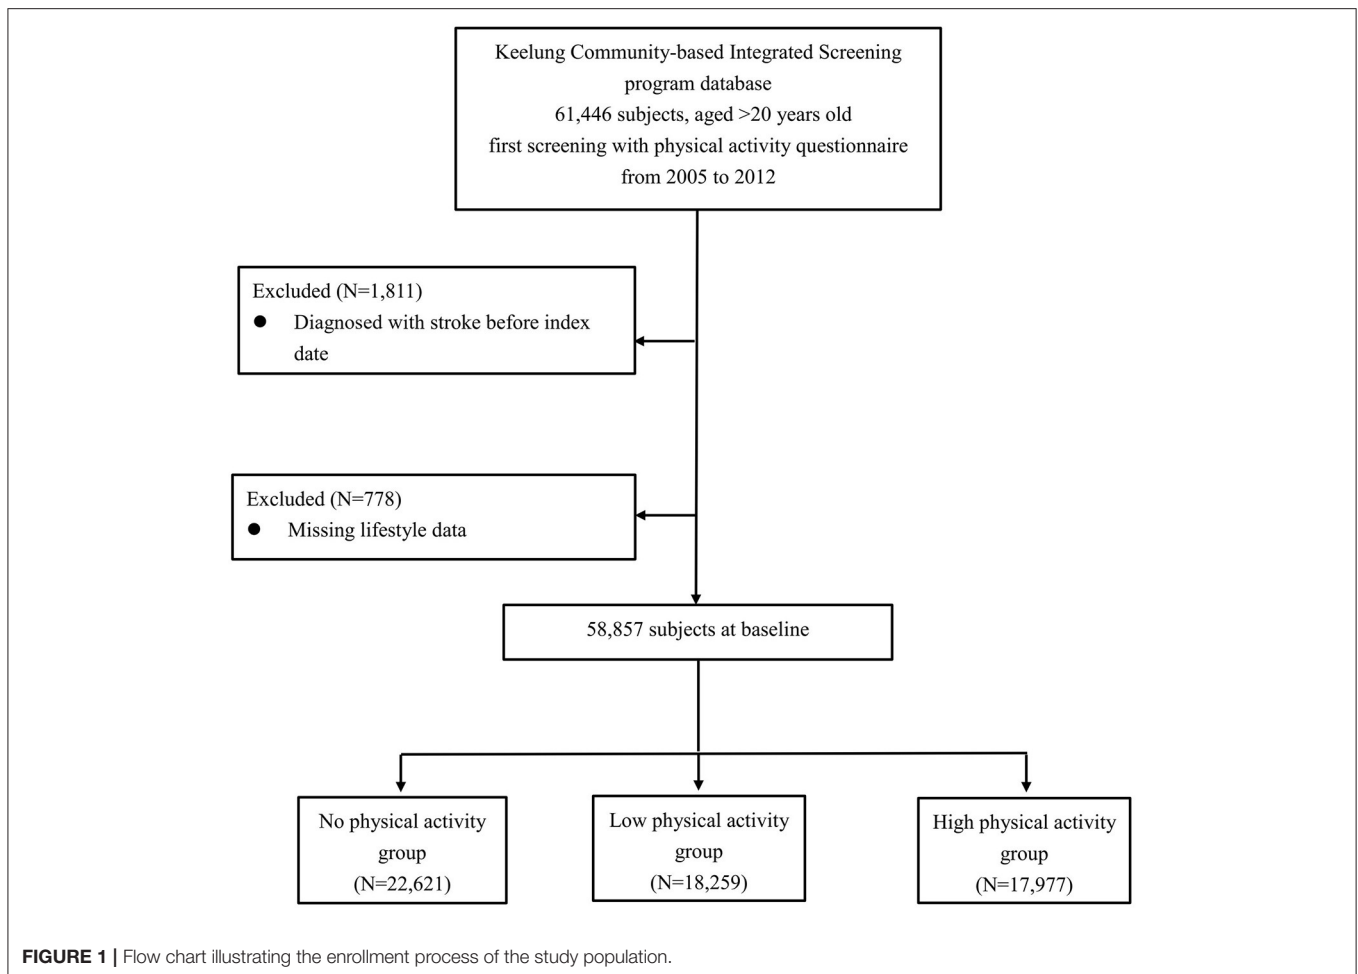 Keelung Community-based Integrated Screening
program database
61,446 subjects, aged >20 years old
first screening with physical activity questionnaire
from 2005 to 2012
Excluded (N=1,811)
● Diagnosed with stroke before index
date
Excluded (N=778)
● Missing lifestyle data
58,857 subjects at baseline
No physical activity
group
(N=22,621)
Low physical activity
group
(N=18,259)
High physical activity
group
(N=17,977)
FIGURE 1 | Flow chart illustrating the enrollment process of the study population.